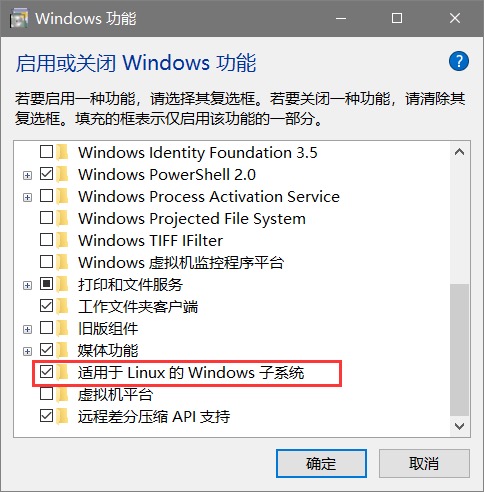 Windows 功能
启用或关闭 Windows 功能
若要启用一种功能，请选择其复选框。若要关闭一种功能，请清除其
复选框。填充的框表示仅启用该功能的一部分。
Windows Identity Foundation 3.5
Windows PowerShell 2.0
Windows Process Activation Service
Windows Projected File System
Windows TIFF IFilter
Windows 虚拟机监控程序平台
打印和文件服务
工作文件夹客户端
旧版组件
媒体功能
适用于 Linux 的 Windows 子系统
虚拟机平台
远程差分压缩 API 支持
确定
取消